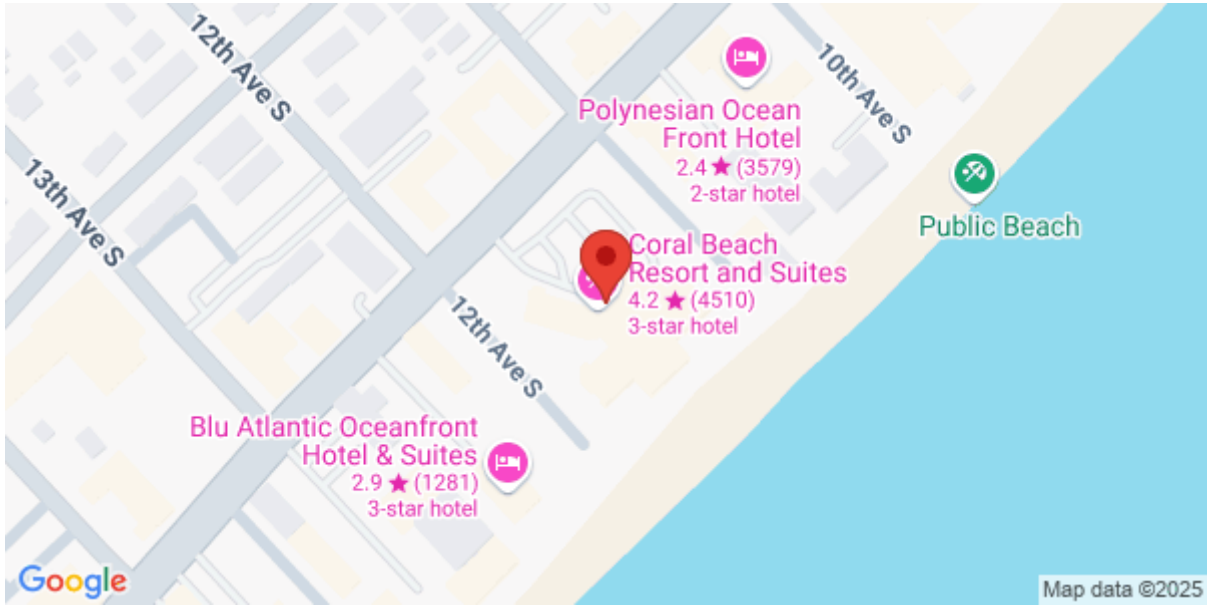 12th Ave S
10th Ave S
Polynesian Ocean
Front Hotel
2.4 ★ (3579)
2-star hotel
13th Ave S
Public Beach
Coral Beach
Resort and Suites
4.2 ★ (4510)
3-star hotel
12th Ave S
Blu Atlantic Oceanfront
Hotel & Suites
2.9 ★ (1281)
3-star hotel
Google
Map data ©2025